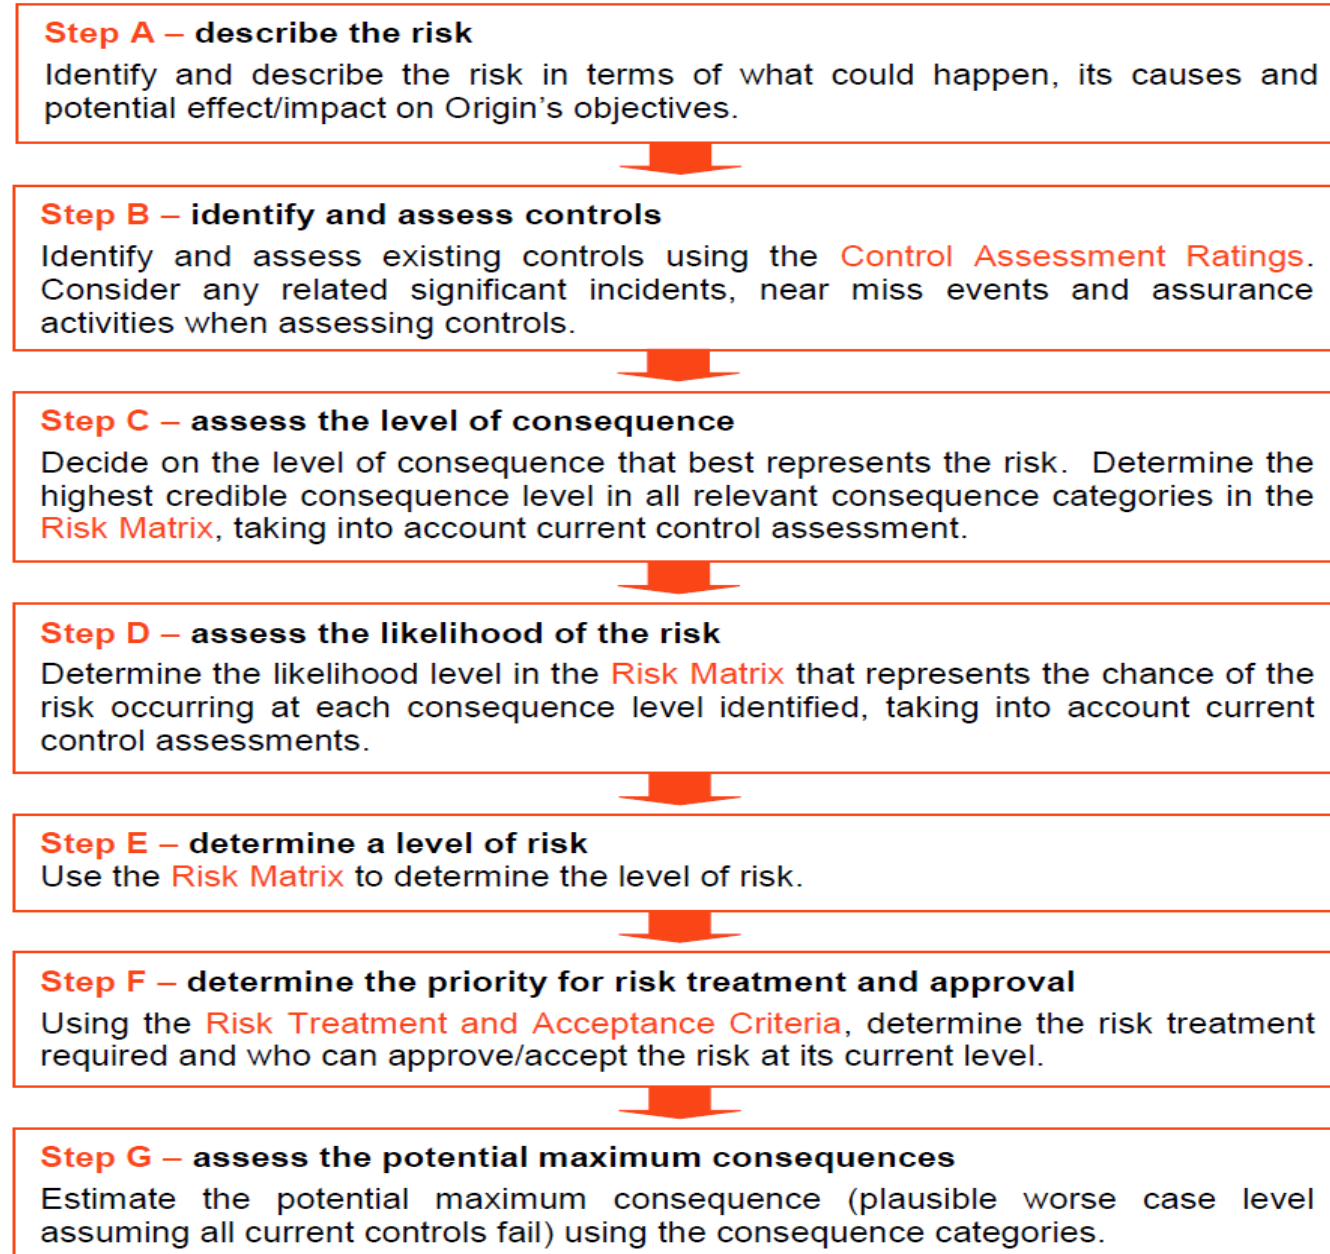 Step A – describe the risk
Identify and describe the risk in terms of what could happen, its causes and
potential effect/impact on Origin's objectives.
Step B – identify and assess controls
Identify and assess existing controls using the Control Assessment Ratings.
Consider any related significant incidents, near miss events and assurance
activities when assessing controls.
Step C – assess the level of consequence
Decide on the level of consequence that best represents the risk. Determine the
highest credible consequence level in all relevant consequence categories in the
Risk Matrix, taking into account current control assessment.
Step D – assess the likelihood of the risk
Determine the likelihood level in the Risk Matrix that represents the chance of the
risk occurring at each consequence level identified, taking into account current
control assessments.
Step E – determine a level of risk
Use the Risk Matrix to determine the level of risk.
Step F – determine the priority for risk treatment and approval
Using the Risk Treatment and Acceptance Criteria, determine the risk treatment
required and who can approve/accept the risk at its current level.
Step G – assess the potential maximum consequences
Estimate the potential maximum consequence (plausible worse case level
assuming all current controls fail) using the consequence categories.